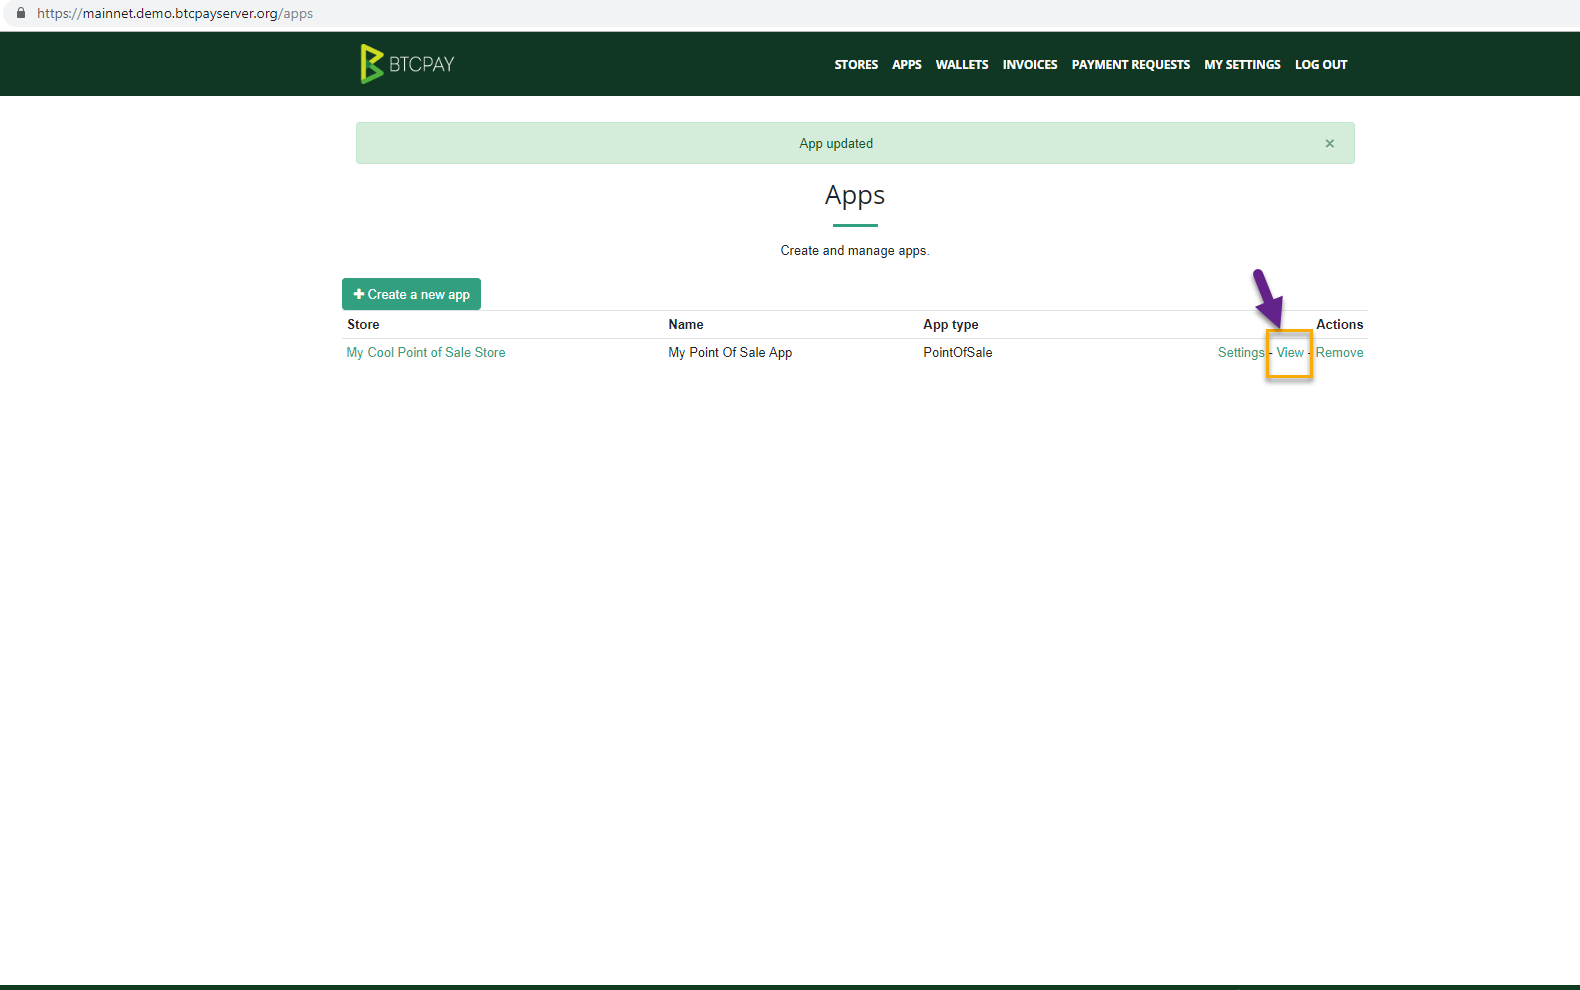 https://mainnet.demo.btcpayserver.org/apps
BTCPAY STORES APPS WALLETS INVOICES PAYMENT REQUESTS MY SETTINGS LOG OUT
App updated ×
Apps
Create and manage apps.
Create a new app
Store Name App type Actions
My Cool Point of Sale Store My Point Of Sale App PointOfSale Settings - View - Remove